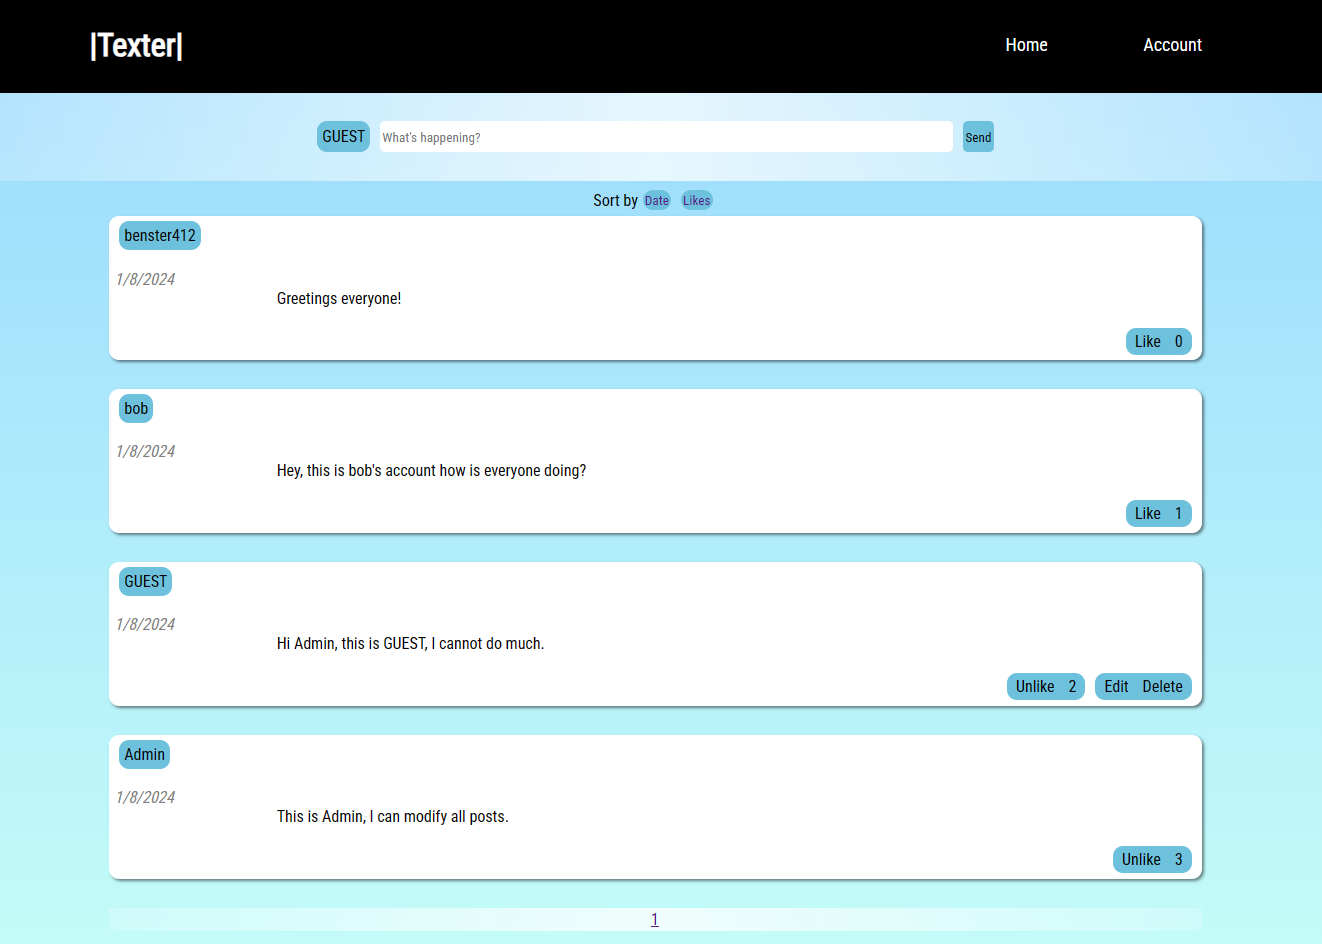 |Texter|
Home Account
GUEST What's happening? Send
Sort by Date Likes
benster412
1/8/2024
Greetings everyone!
Like 0
bob
1/8/2024
Hey, this is bob's account how is everyone doing?
Like 1
GUEST
1/8/2024
Hi Admin, this is GUEST, I cannot do much.
Unlike 2 Edit Delete
Admin
1/8/2024
This is Admin, I can modify all posts.
Unlike 3
1